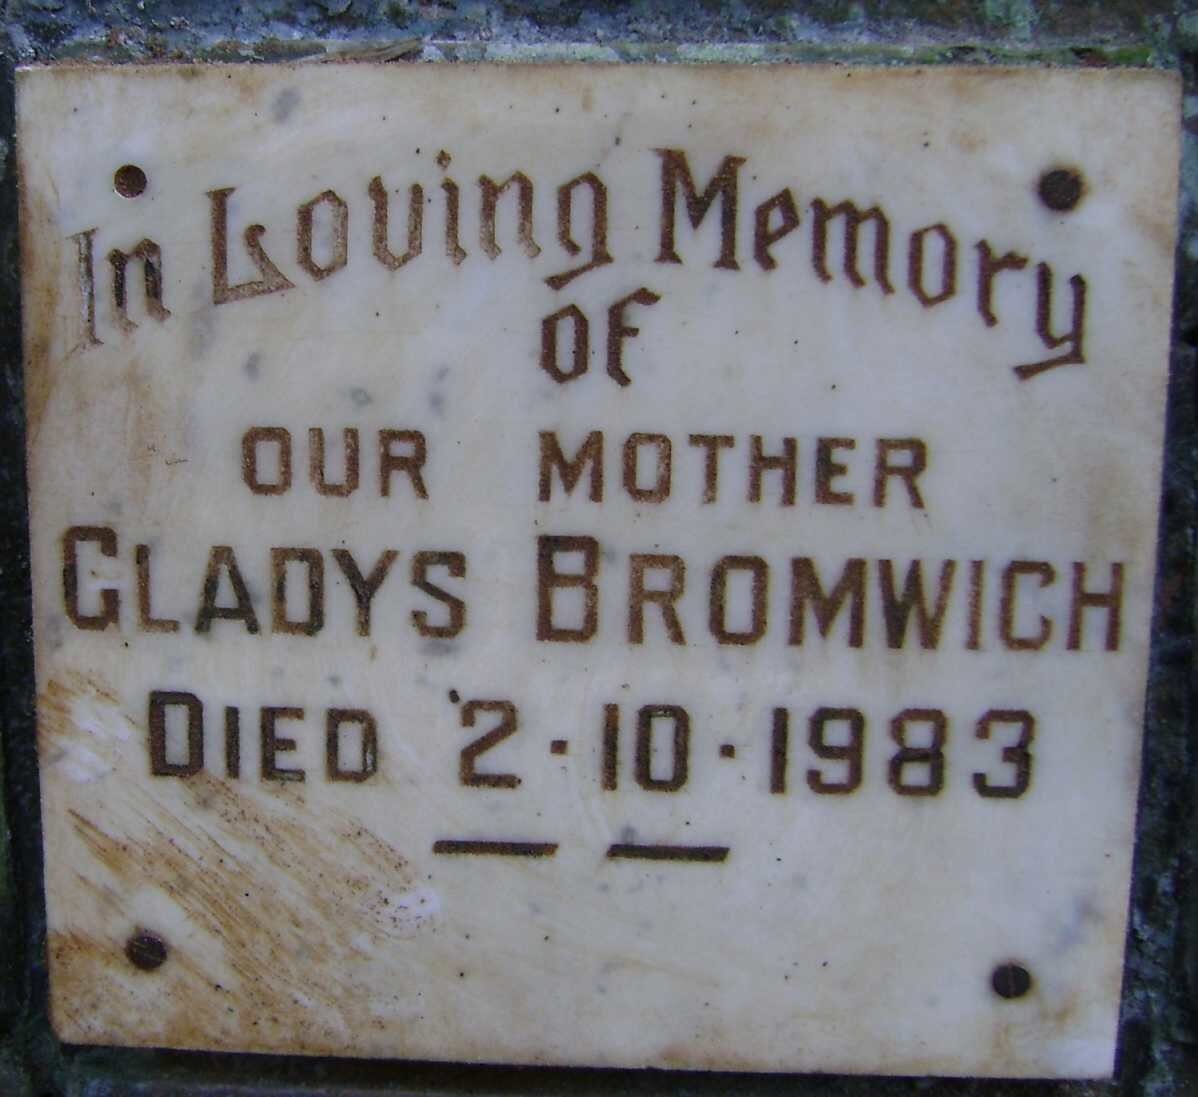 In Loving Memory
of
OUR MOTHER
GLADYS BROMWICH
DIED 2·10·1983